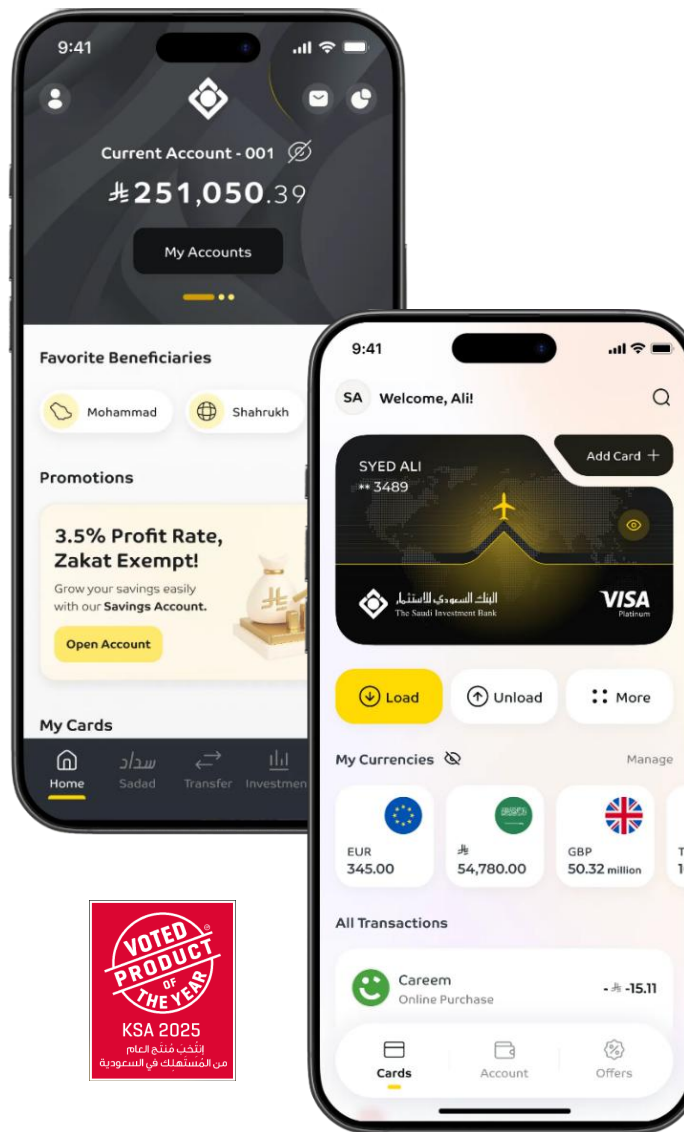 9:41
Current Account - 001
251,050.39
My Accounts
Favorite Beneficiaries
Mohammad
Shahrukh
Promotions
3.5% Profit Rate,
Zakat Exempt!
Grow your savings easily
with our Savings Account.
Open Account
My Cards
Home
سداد
Sadad
Transfer
Investmen
9:41
SA
Welcome, Ali!
Add Card +
SYED ALI
** 3489
البنك السعودي للاستثمار
The Saudi Investment Bank
VISA
Platinum
Load
Unload
More
My Currencies
Manage
EUR
345.00
54,780.00
GBP
50.32 million
T
All Transactions
Careem
Online Purchase
- -15.11
Cards
Account
Offers
VOTED
PRODUCT
OF
THE YEAR
®
KSA 2025
إنتُخب مُنتَج العام
من المُستَهلِك في السعودية